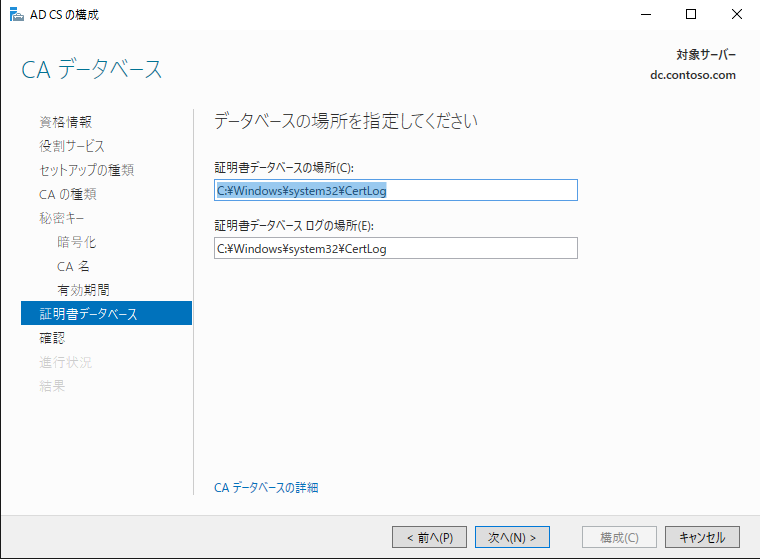 AD CS の構成
CA データベース
対象サーバー
dc.contoso.com
資格情報
役割サービス
セットアップの種類
CA の種類
秘密キー
暗号化
CA 名
有効期間
証明書データベース
確認
進行状況
結果
データベースの場所を指定してください
証明書データベースの場所(C):
C:¥Windows¥system32¥CertLog
証明書データベース ログの場所(E):
C:¥Windows¥system32¥CertLog
CA データベースの詳細
< 前へ(P)
次へ(N) >
構成(C)
キャンセル